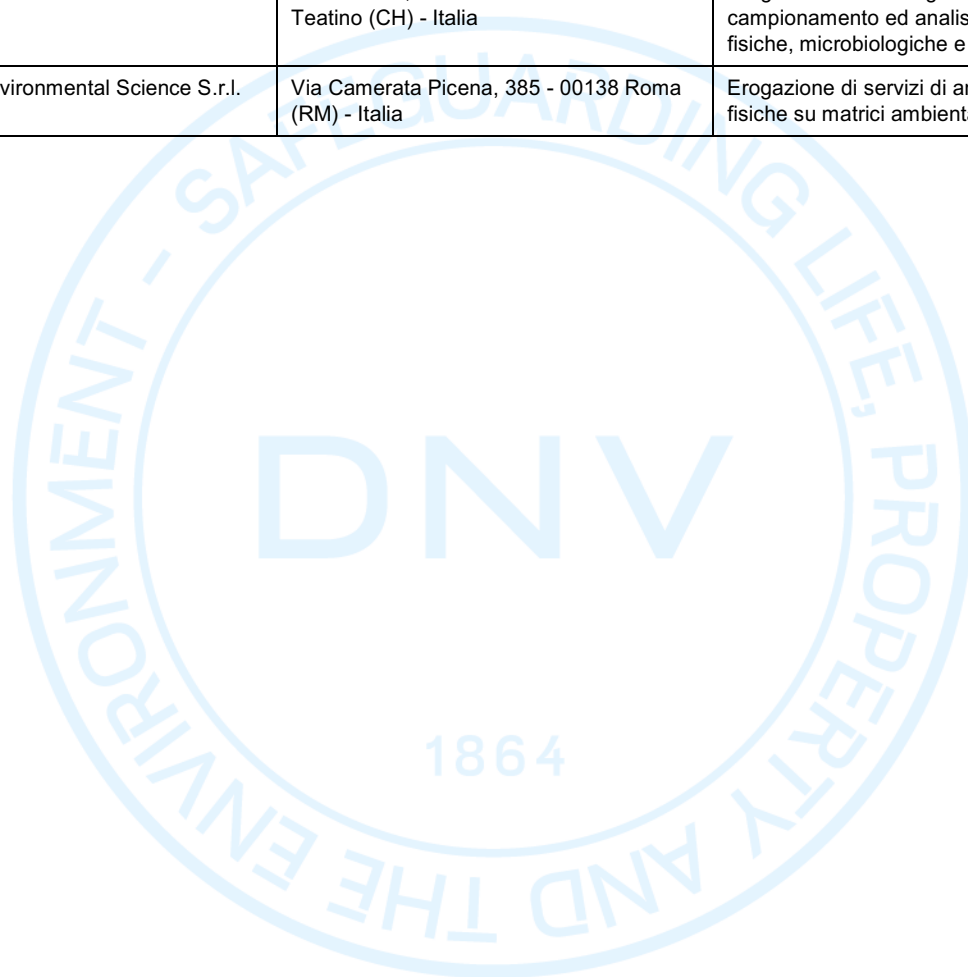 Teatino (CH) - Italia
campionamento ed analis
fisiche, microbiologiche e
vironmental Science S.r.l.
Via Camerata Picena, 385 - 00138 Roma
(RM) - Italia
Erogazione di servizi di a
fisiche su matrici ambient
SAFEGUARDING LIFE, PROPERTY AND THE ENVIRONMENT -
DNV
1864